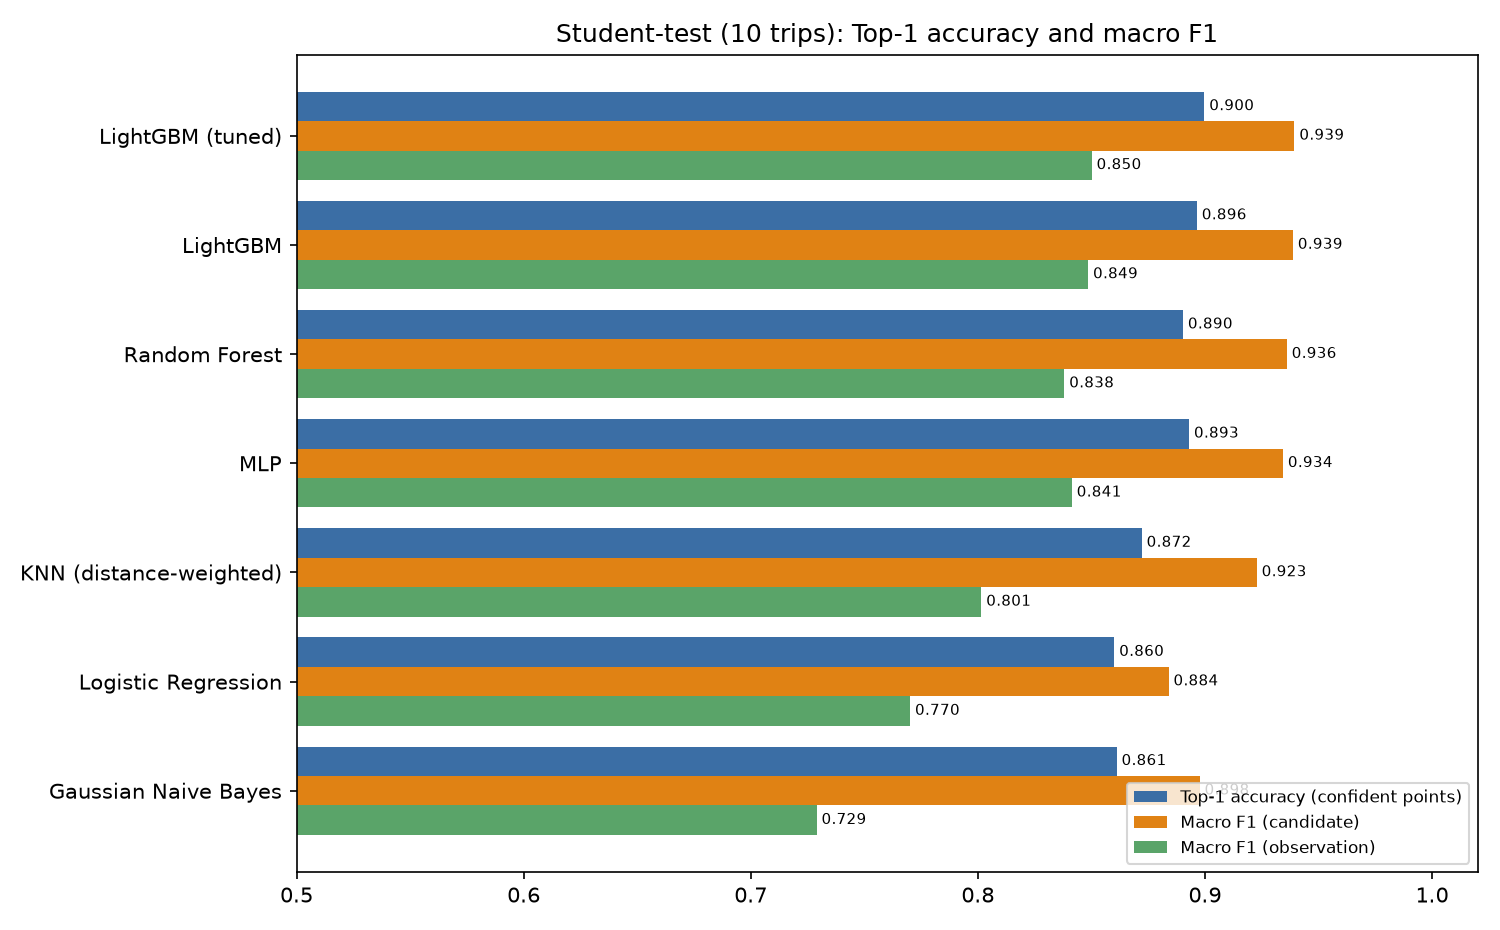 Student-test (10 trips): Top-1 accuracy and macro F1
LightGBM (tuned)
0.900
0.939
0.850
LightGBM
0.896
0.939
0.849
Random Forest
0.890
0.936
0.838
MLP
0.893
0.934
0.841
KNN (distance-weighted)
0.872
0.923
0.801
Logistic Regression
0.860
0.884
0.770
Gaussian Naive Bayes
0.861
0.898
0.729
Top-1 accuracy (confident points)
Macro F1 (candidate)
Macro F1 (observation)
0.5 0.6 0.7 0.8 0.9 1.0